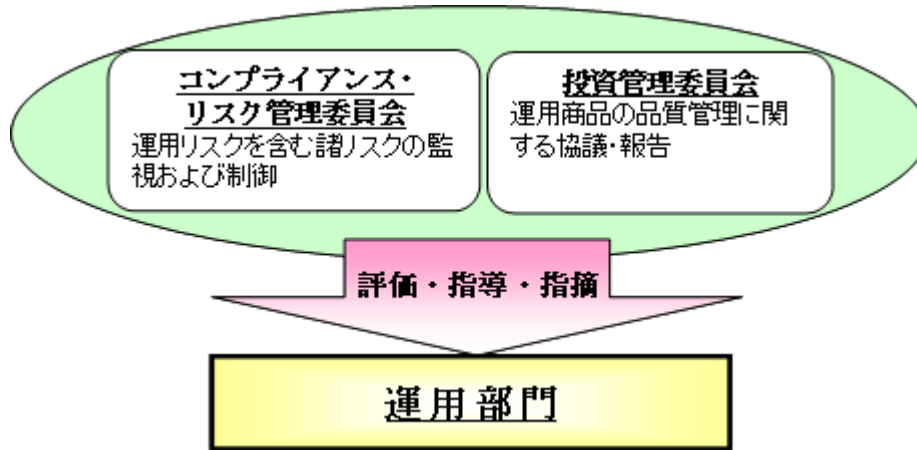 コンプライアンス・
リスク管理委員会
運用リスクを含む諸リスクの監
視および制御
投資管理委員会
運用商品の品質管理に関
する協議・報告
評価・指導・指摘
運用部門